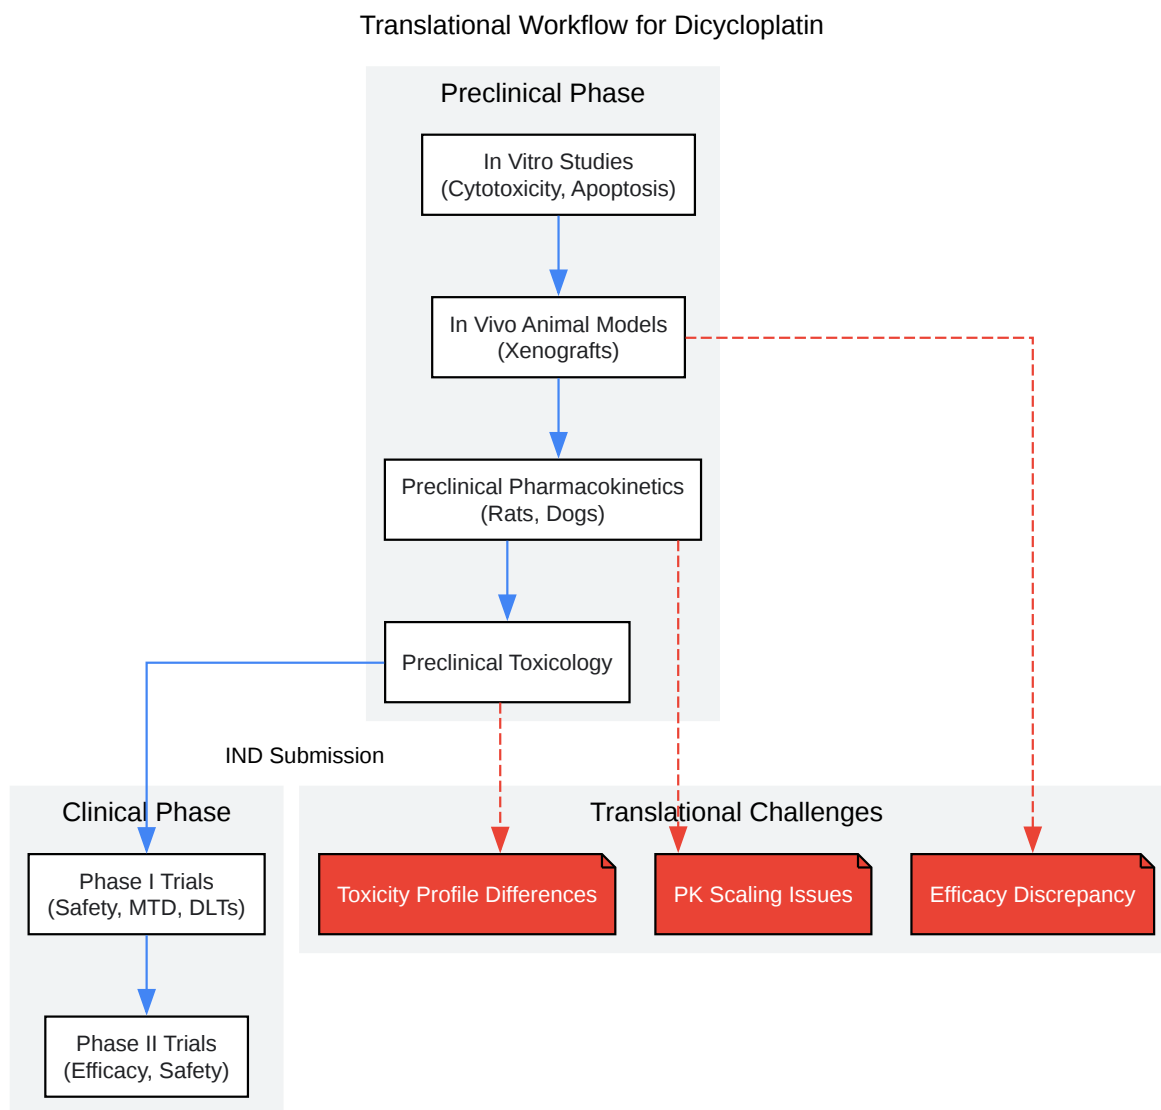 Translational Workflow for Dicycloplatin
Preclinical Phase
In Vitro Studies
(Cytotoxicity, Apoptosis)
In Vivo Animal Models
(Xenografts)
Preclinical Pharmacokinetics
(Rats, Dogs)
Preclinical Toxicology
IND Submission
Clinical Phase
Phase I Trials
(Safety, MTD, DLTs)
Phase II Trials
(Efficacy, Safety)
Translational Challenges
Toxicity Profile Differences
PK Scaling Issues
Efficacy Discrepancy